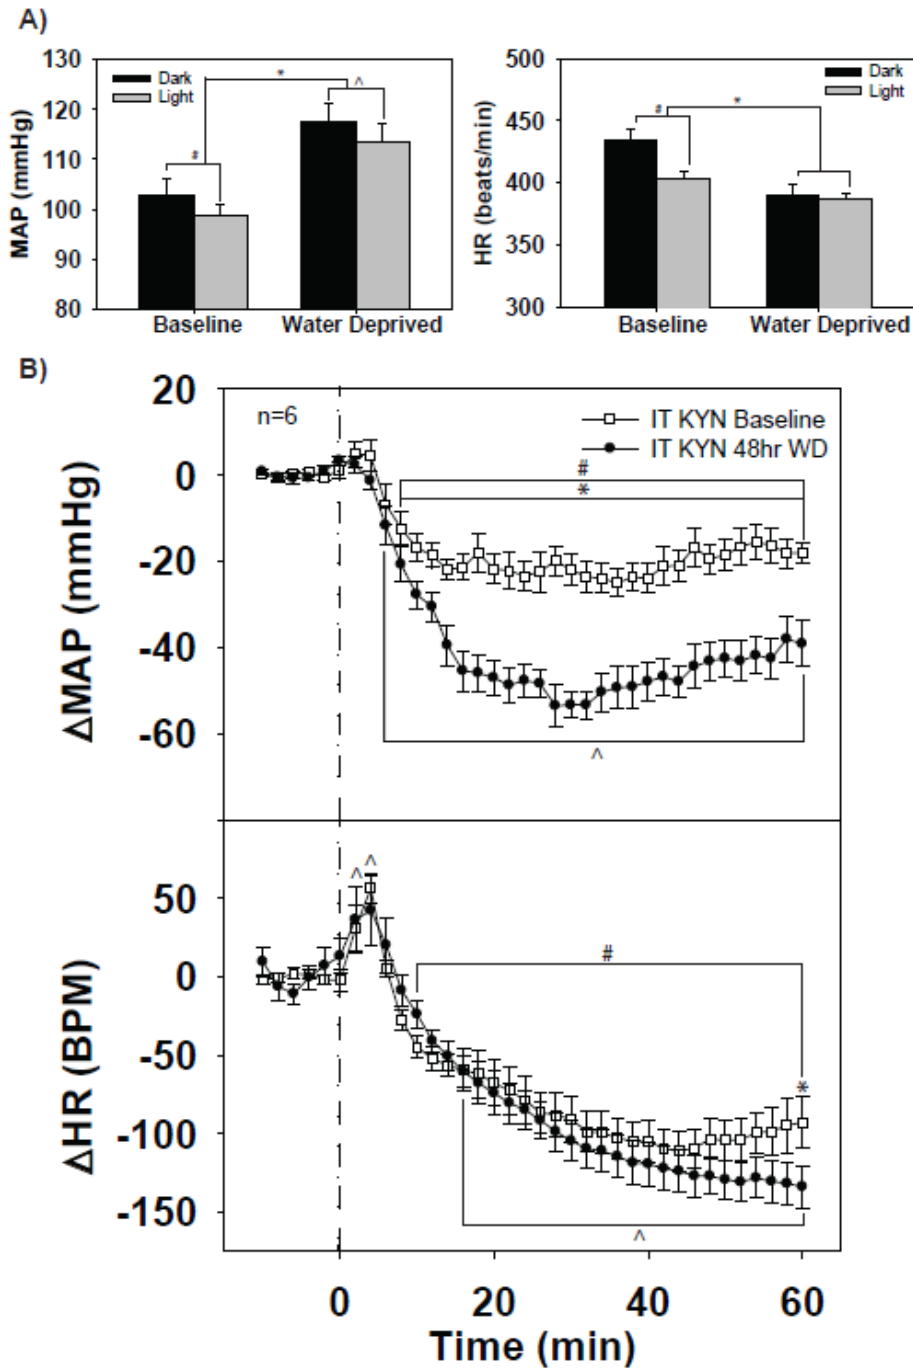 A)
130
120
110
100
90
80
MAP (mmHg)
Dark
Light
*
^
#
Baseline
Water Deprived
500
450
400
350
300
HR (beats/min)
Dark
Light
#
*
Baseline
Water Deprived
B)
20
0
-20
-40
-60
ΔMAP (mmHg)
n=6
IT KYN Baseline
IT KYN 48hr WD
#
*
^
50
0
-50
-100
-150
ΔHR (BPM)
^ ^
#
*
^
0
20
40
60
Time (min)